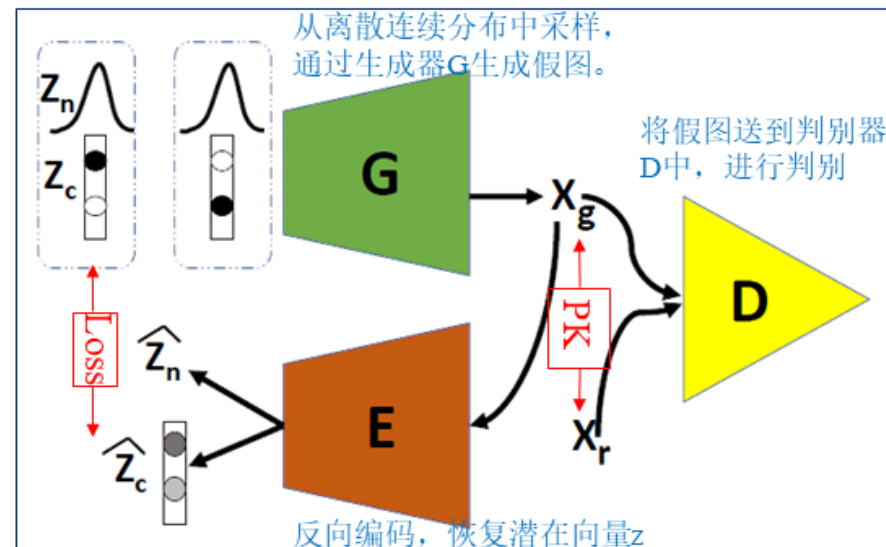 从离散连续分布中采样，
通过生成器G生成假图。
Zn
Zc
G
Xg
将假图送到判别器
D中，进行判别
D
Loss
PK
Ẑn
Ẑc
E
Xr
反向编码，恢复潜在向量z